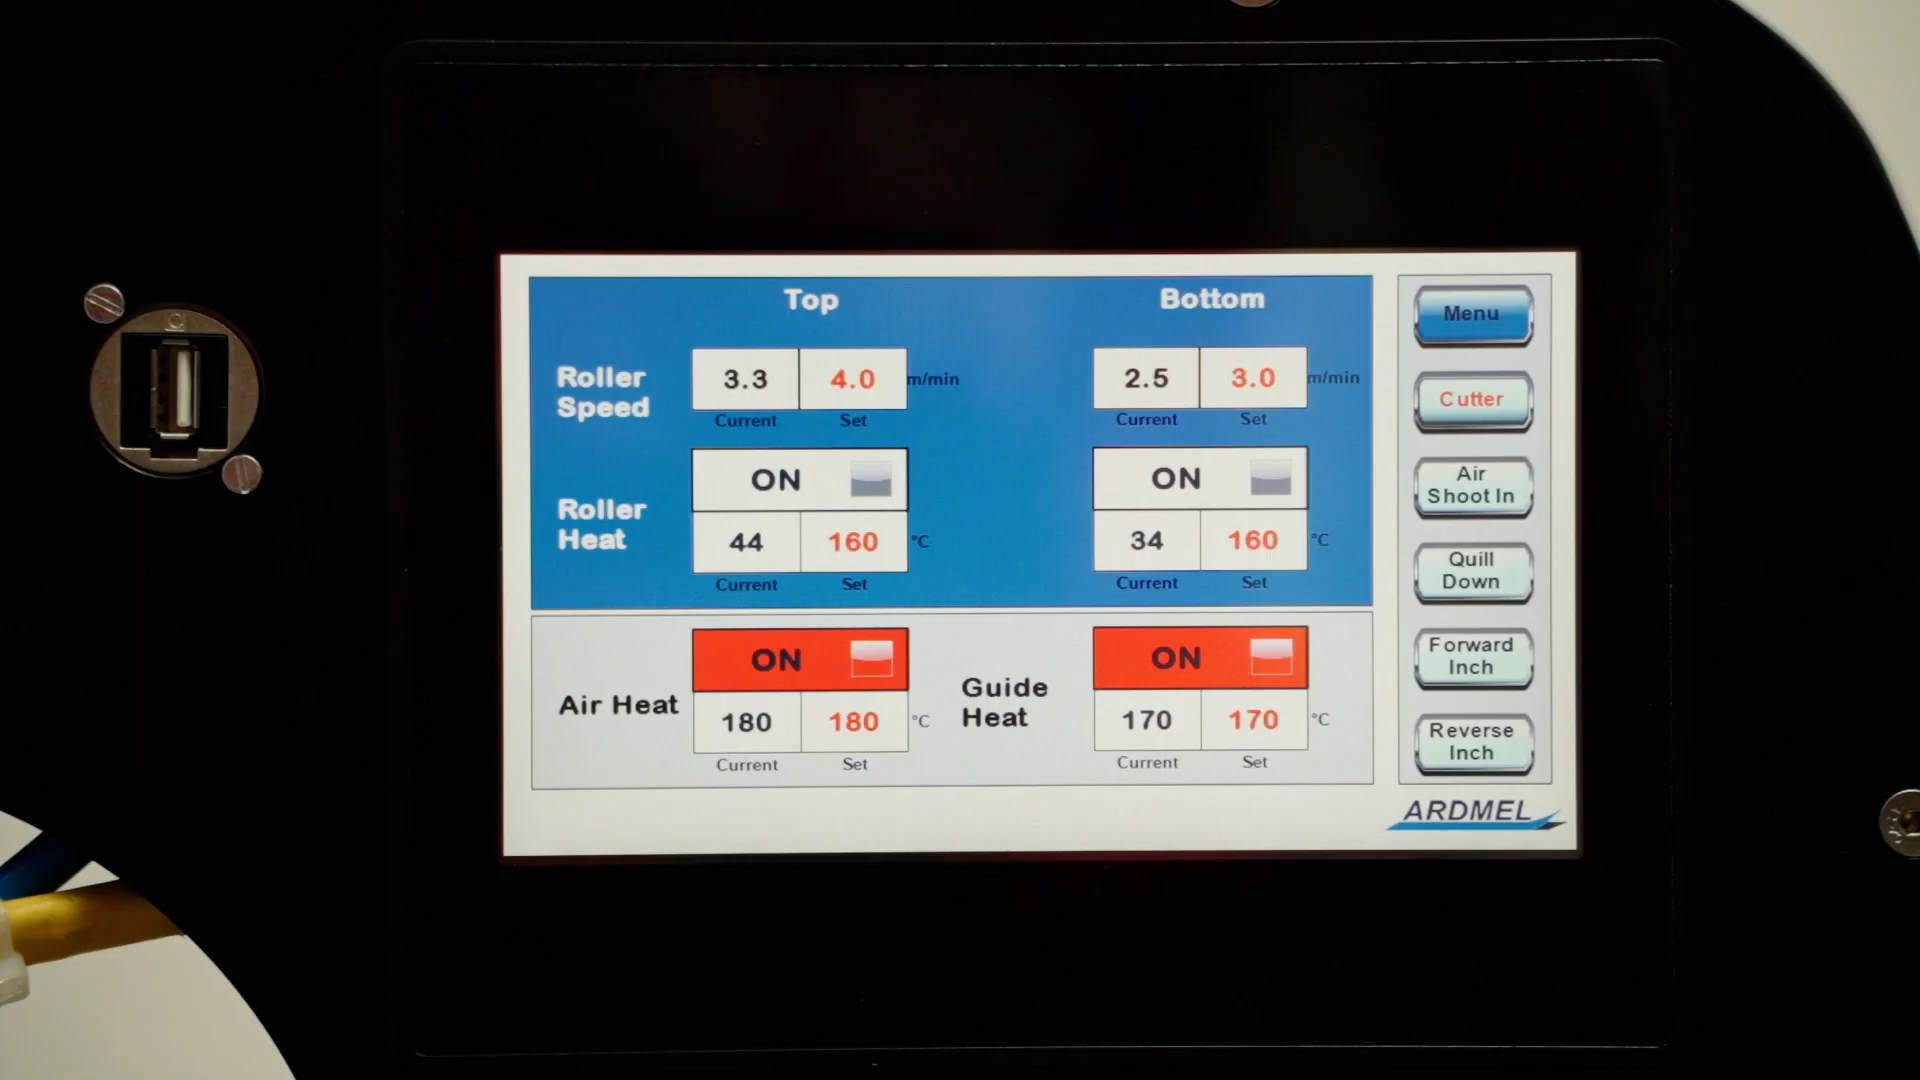 Top Bottom
Roller
Speed
3.3 4.0 m/min
Current Set
2.5 3.0 m/min
Current Set
Roller
Heat
ON
44 160 °C
Current Set
ON
34 160 °C
Current Set
Air Heat
ON
180 180 °C
Current Set
Guide
Heat
ON
170 170 °C
Current Set
Menu
Cutter
Air
Shoot In
Quill
Down
Forward
Inch
Reverse
Inch
ARDMEL